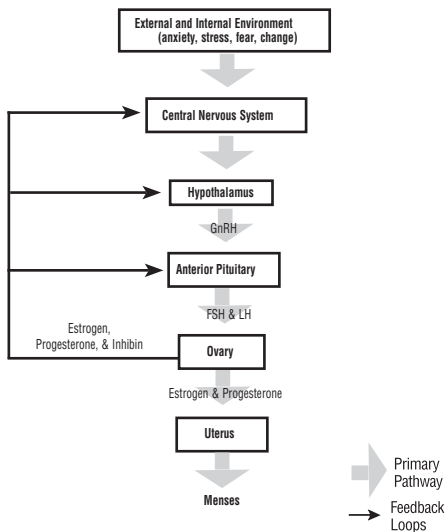 External and Internal Environment
(anxiety, stress, fear, change)
Central Nervous System
Hypothalamus
GnRH
Anterior Pituitary
FSH & LH
Estrogen,
Progesterone, & Inhibin
Ovary
Estrogen & Progesterone
Uterus
Menses
Primary
Pathway
Feedback
Loops